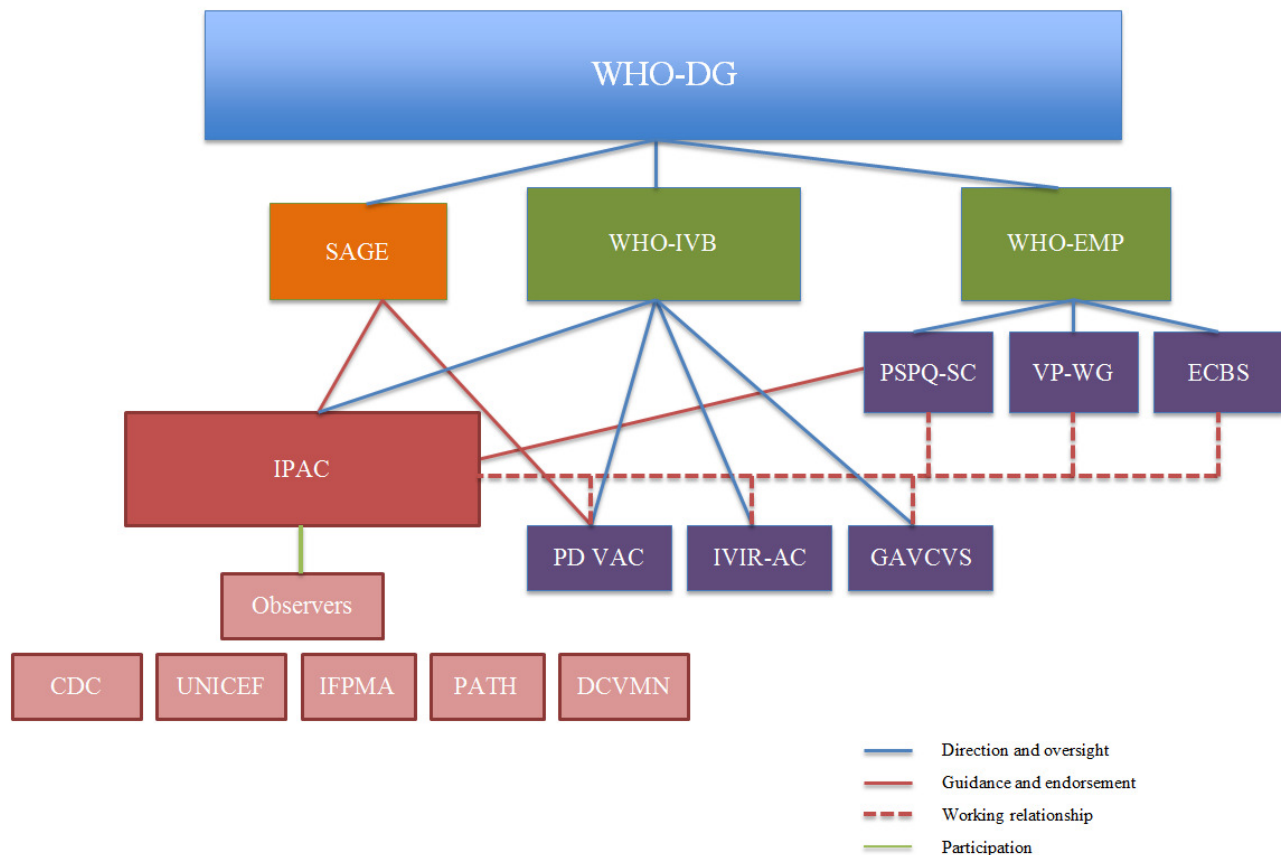 WHO-DG
SAGE
WHO-IVB
WHO-EMP
PSPQ-SC
VP-WG
ECBS
IPAC
PD VAC
IVIR-AC
GAVCVS
Observers
CDC
UNICEF
IFPMA
PATH
DCVMN
Direction and oversight
Guidance and endorsement
Working relationship
Participation